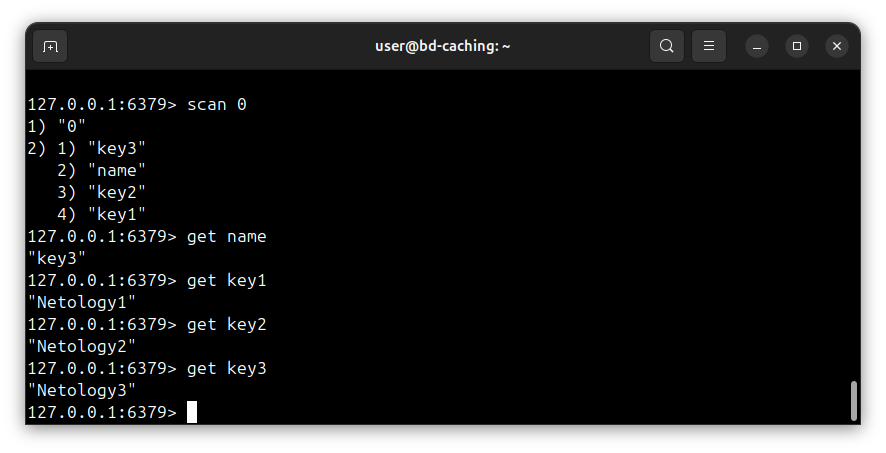 user@bd-caching: ~
127.0.0.1:6379> scan 0
1) "0"
2) 1) "key3"
   2) "name"
   3) "key2"
   4) "key1"
127.0.0.1:6379> get name
"key3"
127.0.0.1:6379> get key1
"Netology1"
127.0.0.1:6379> get key2
"Netology2"
127.0.0.1:6379> get key3
"Netology3"
127.0.0.1:6379>